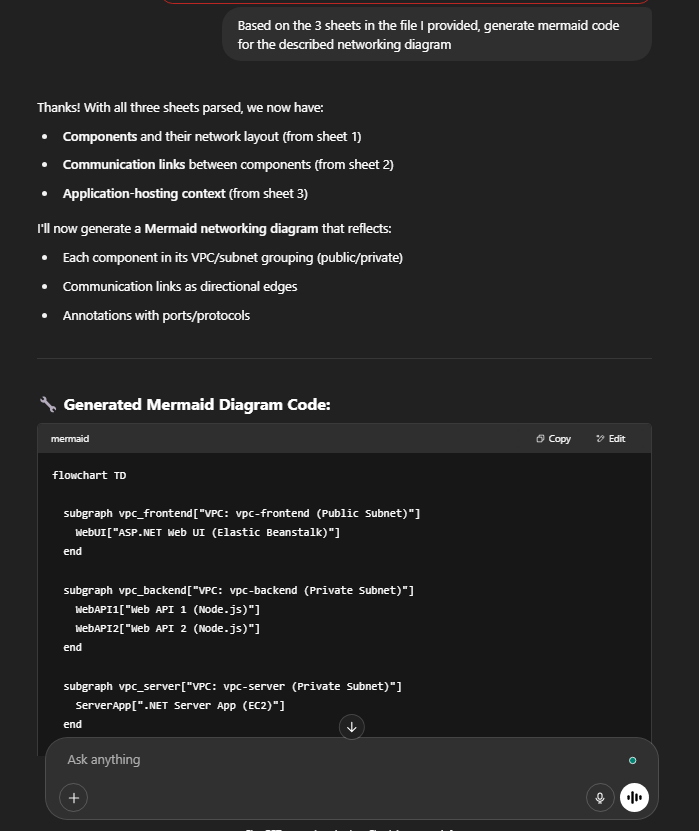 Based on the 3 sheets in the file I provided, generate mermaid code
for the described networking diagram
Thanks! With all three sheets parsed, we now have:
• Components and their network layout (from sheet 1)
• Communication links between components (from sheet 2)
• Application-hosting context (from sheet 3)
I'll now generate a Mermaid networking diagram that reflects:
• Each component in its VPC/subnet grouping (public/private)
• Communication links as directional edges
• Annotations with ports/protocols
🔧 Generated Mermaid Diagram Code:
mermaid Copy Edit
flowchart TD
subgraph vpc_frontend["VPC: vpc-frontend (Public Subnet)"]
WebUI["ASP.NET Web UI (Elastic Beanstalk)"]
end
subgraph vpc_backend["VPC: vpc-backend (Private Subnet)"]
WebAPI1["Web API 1 (Node.js)"]
WebAPI2["Web API 2 (Node.js)"]
end
subgraph vpc_server["VPC: vpc-server (Private Subnet)"]
ServerApp[".NET Server App (EC2)"]
end
Ask anything